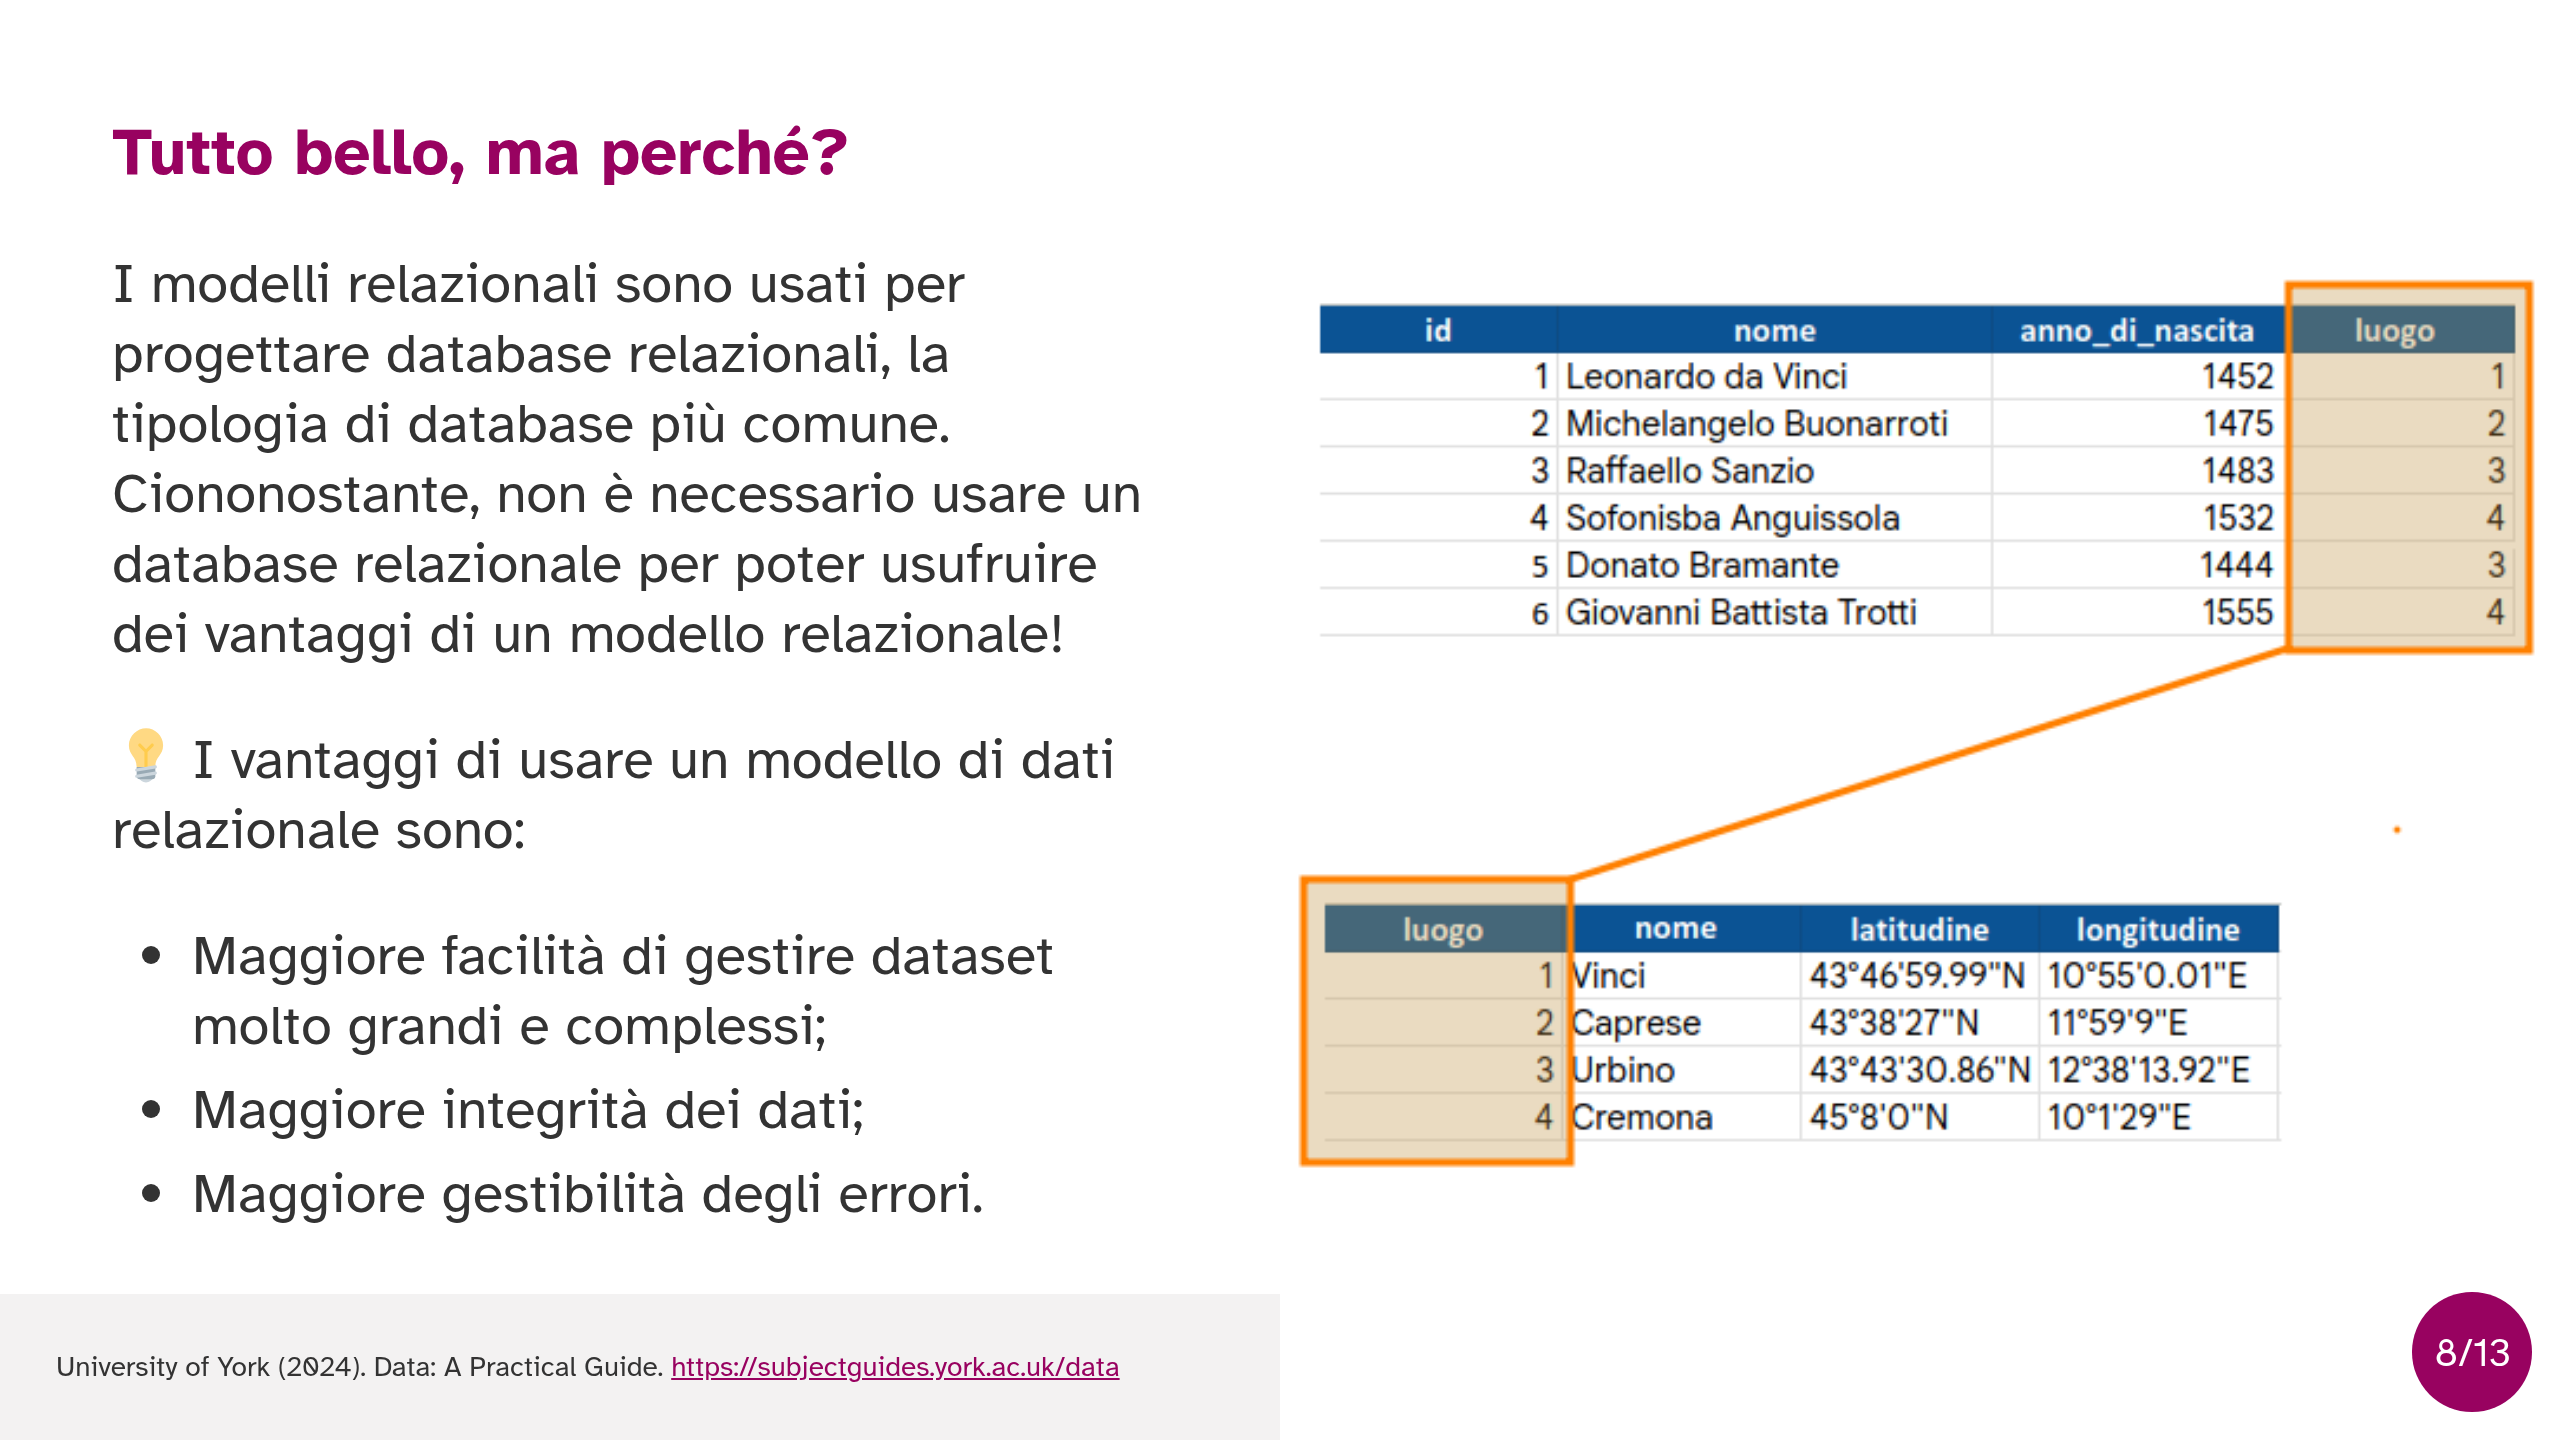 Tutto bello, ma perché?
I modelli relazionali sono usati per
progettare database relazionali, la
tipologia di database più comune.
Ciononostante, non è necessario usare un
database relazionale per poter usufruire
dei vantaggi di un modello relazionale!
I vantaggi di usare un modello di dati
relazionale sono:
• Maggiore facilità di gestire dataset
molto grandi e complessi;
• Maggiore integrità dei dati;
• Maggiore gestibilità degli errori.
id nome anno_di_nascita luogo
1 Leonardo da Vinci 1452 1
2 Michelangelo Buonarroti 1475 2
3 Raffaello Sanzio 1483 3
4 Sofonisba Anguissola 1532 4
5 Donato Bramante 1444 3
6 Giovanni Battista Trotti 1555 4
luogo nome latitudine longitudine
1 Vinci 43°46'59.99"N 10°55'0.01"E
2 Caprese 43°38'27"N 11°59'9"E
3 Urbino 43°43'30.86"N 12°38'13.92"E
4 Cremona 45°8'0"N 10°1'29"E
University of York (2024). Data: A Practical Guide. https://subjectguides.york.ac.uk/data
8/13